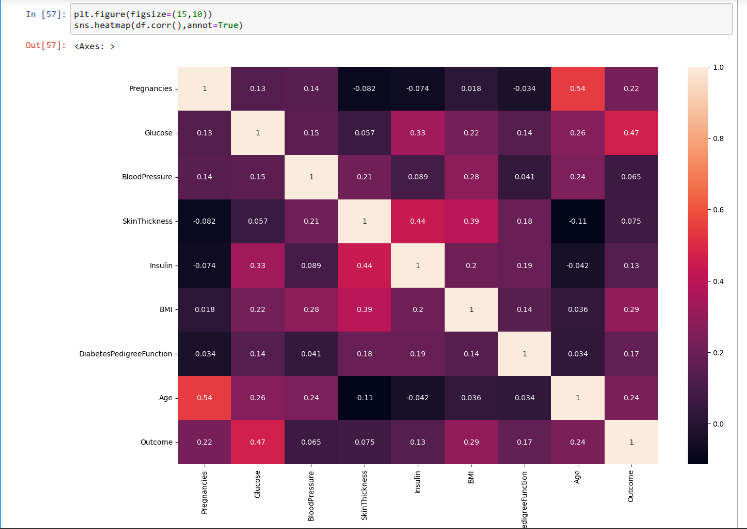 In [57]: plt.figure(figsize=(15,10))
sns.heatmap(df.corr(),annot=True)
Out[57]: <Axes: >
1.0
Pregnancies 1 0.13 0.14 -0.082 -0.074 0.018 -0.034 0.54 0.22
0.8
Glucose 0.13 1 0.15 0.057 0.33 0.22 0.14 0.26 0.47
BloodPressure 0.14 0.15 1 0.21 0.089 0.28 0.041 0.24 0.065
0.6
SkinThickness -0.082 0.057 0.21 1 0.44 0.39 0.18 -0.11 0.075
Insulin -0.074 0.33 0.089 0.44 1 0.2 0.19 -0.042 0.13
0.4
BMI 0.018 0.22 0.28 0.39 0.2 1 0.14 0.036 0.29
0.2
DiabetesPedigreeFunction -0.034 0.14 0.041 0.18 0.19 0.14 1 0.034 0.17
Age 0.54 0.26 0.24 -0.11 -0.042 0.036 0.034 1 0.24
0.0
Outcome 0.22 0.47 0.065 0.075 0.13 0.29 0.17 0.24 1
Pregnancies
Glucose
BloodPressure
SkinThickness
Insulin
BMI
edigreeFunction
Age
Outcome